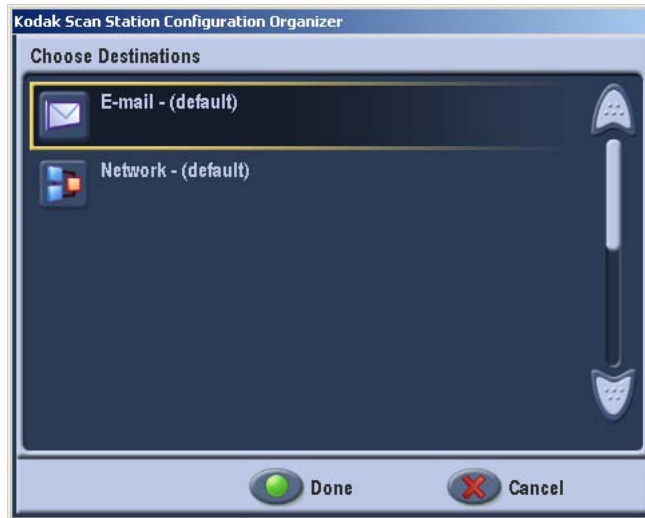 Kodak Scan Station Configuration Organizer
Choose Destinations
E-mail - (default)
Network - (default)
Done
Cancel